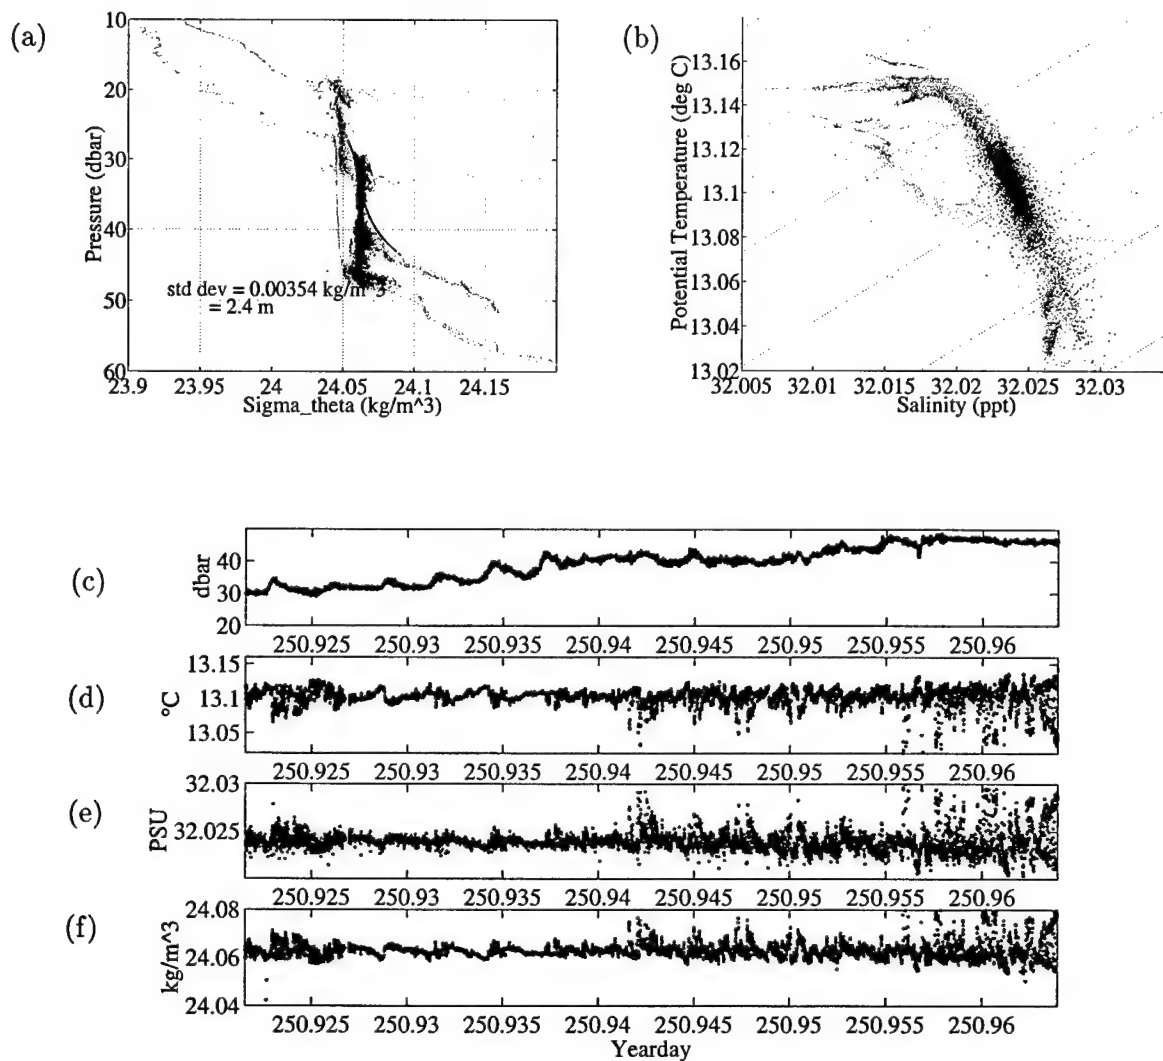 (a)
10
20
30
40
50
60
Pressure (dbar)
std dev = 0.00354 kg/m^3
= 2.4 m
23.9 23.95 24 24.05 24.1 24.15
Sigma_theta (kg/m^3)
(b)
Potential Temperature (deg C)
13.16
13.14
13.12
13.1
13.08
13.06
13.04
13.02
32.005 32.01 32.015 32.02 32.025 32.03
Salinity (ppt)
(c)
dbar
40
30
20
250.925 250.93 250.935 250.94 250.945 250.95 250.955 250.96
(d)
°C
13.15
13.1
13.05
250.925 250.93 250.935 250.94 250.945 250.95 250.955 250.96
(e)
PSU
32.03
32.025
250.925 250.93 250.935 250.94 250.945 250.95 250.955 250.96
(f)
kg/m^3
24.08
24.06
24.04
250.925 250.93 250.935 250.94 250.945 250.95 250.955 250.96
Yearday